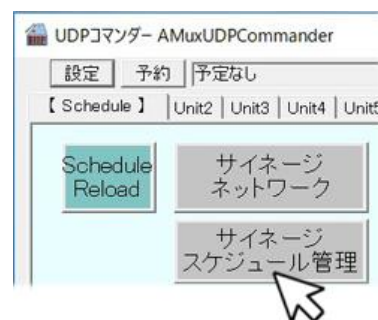 UDPコマンダー AMuxUDPCommander
設定 予約 予定なし
【 Schedule 】 Unit2 Unit3 Unit4 Unit5
Schedule
Reload
サイネージ
ネットワーク
サイネージ
スケジュール管理